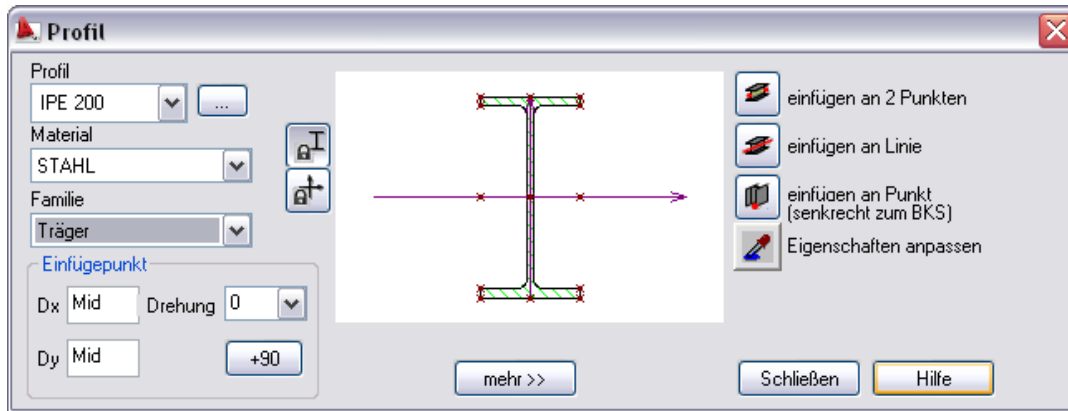 Profil
Profil
IPE 200
...
Material
STAHL
Familie
Träger
Einfügepunkt
Dx Mid Drehung 0
Dy Mid +90
einfügen an 2 Punkten
einfügen an Linie
einfügen an Punkt
(senkrecht zum BKS)
Eigenschaften anpassen
mehr >>
Schließen
Hilfe